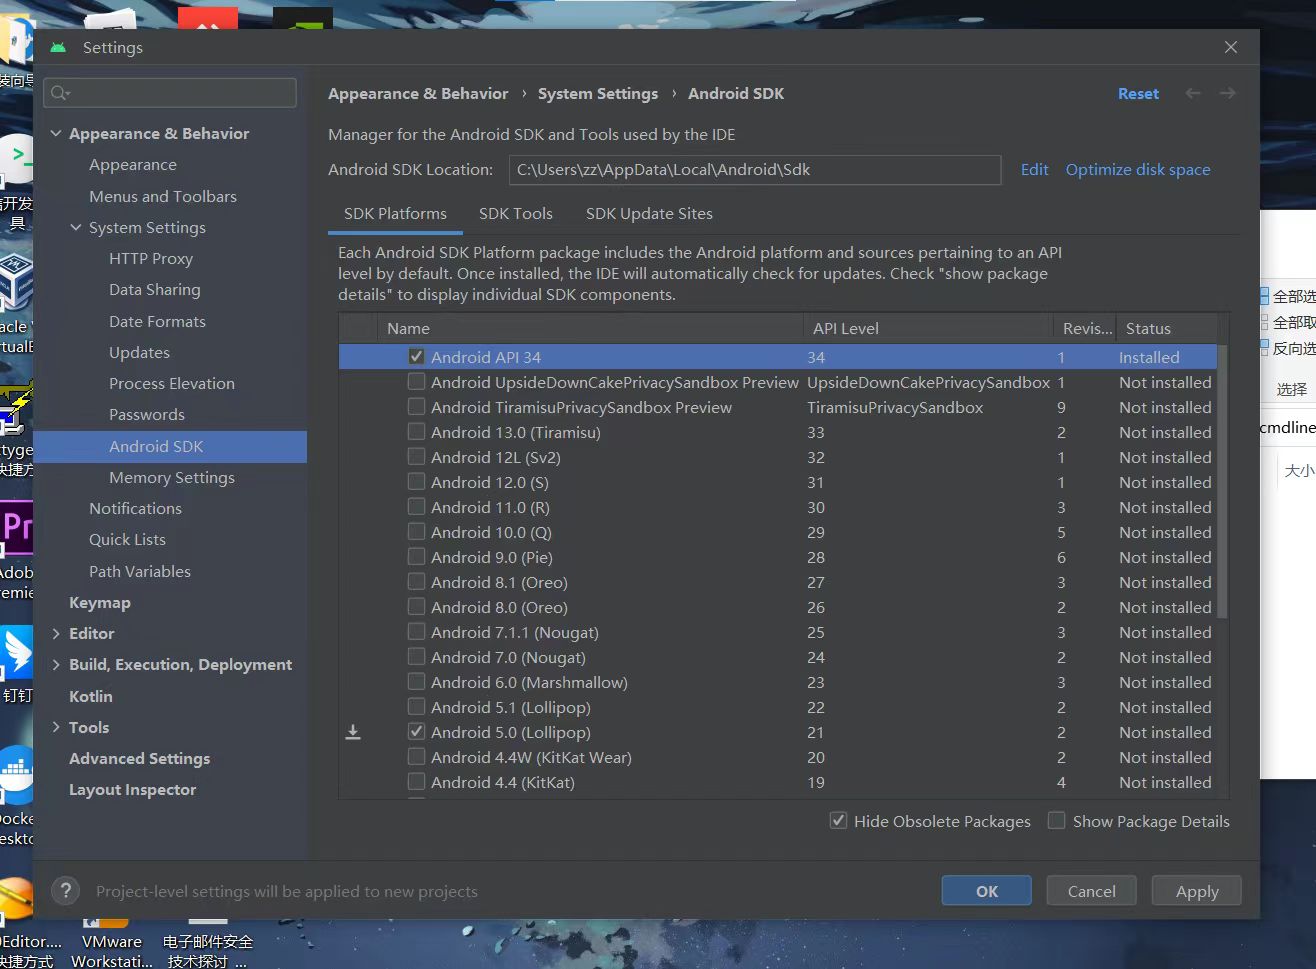 Settings
Appearance & Behavior › System Settings › Android SDK
Reset
Manager for the Android SDK and Tools used by the IDE
Android SDK Location: C:\Users\zz\AppData\Local\Android\Sdk Edit Optimize disk space
SDK Platforms SDK Tools SDK Update Sites
Each Android SDK Platform package includes the Android platform and sources pertaining to an API
level by default. Once installed, the IDE will automatically check for updates. Check "show package
details" to display individual SDK components.
Name API Level Revis... Status
Android API 34 34 1 Installed
Android UpsideDownCakePrivacySandbox Preview UpsideDownCakePrivacySandbox 1 Not installed
Android TiramisuPrivacySandbox Preview TiramisuPrivacySandbox 9 Not installed
Android 13.0 (Tiramisu) 33 2 Not installed
Android 12L (Sv2) 32 1 Not installed
Android 12.0 (S) 31 1 Not installed
Android 11.0 (R) 30 3 Not installed
Android 10.0 (Q) 29 5 Not installed
Android 9.0 (Pie) 28 6 Not installed
Android 8.1 (Oreo) 27 3 Not installed
Android 8.0 (Oreo) 26 2 Not installed
Android 7.1.1 (Nougat) 25 3 Not installed
Android 7.0 (Nougat) 24 2 Not installed
Android 6.0 (Marshmallow) 23 3 Not installed
Android 5.1 (Lollipop) 22 2 Not installed
Android 5.0 (Lollipop) 21 2 Not installed
Android 4.4W (KitKat Wear) 20 2 Not installed
Android 4.4 (KitKat) 19 4 Not installed
Hide Obsolete Packages Show Package Details
Appearance & Behavior
Appearance
Menus and Toolbars
System Settings
HTTP Proxy
Data Sharing
Date Formats
Updates
Process Elevation
Passwords
Android SDK
Memory Settings
Notifications
Quick Lists
Path Variables
Keymap
Editor
Build, Execution, Deployment
Kotlin
Tools
Advanced Settings
Layout Inspector
? Project-level settings will be applied to new projects
OK Cancel Apply
装向导
信开发
具
acle
rtualB
ttyge
快捷方
Pr
Adob
remie
钉钉
Docke
esktc
Editor....
快捷方式
VMware
Workstati...
电子邮件安全
技术探讨 ...
全部选
全部取
反向选
选择
cmdline
大小